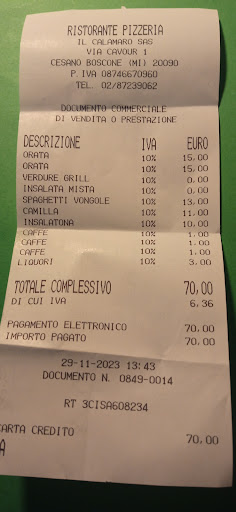 RISTORANTE PIZZERIA
IL CALAMARO SAS
VIA CAVOUR 1
CESANO BOSCONE (MI) 20090
P.IVA 08746670960
TEL. 02/87239062
DOCUMENTO COMMERCIALE
DI VENDITA O PRESTAZIONE
DESCRIZIONE IVA EURO
ORATA 10% 15,00
ORATA 10% 15,00
VERDURE GRILL 10% 0,00
INSALATA MISTA 10% 0,00
SPAGHETTI VONGOLE 10% 13,00
CAMILLA 10% 11,00
INSALATONA 10% 10,00
CAFFE 10% 1,00
CAFFE 10% 1,00
CAFFE 10% 1,00
LIQUORI 10% 3,00
TOTALE COMPLESSIVO 70,00
DI CUI IVA 6,36
PAGAMENTO ELETTRONICO 70,00
IMPORTO PAGATO 70,00
29-11-2023 13:43
DOCUMENTO N. 0849-0014
RT 3CISA608234
CARTA CREDITO 70,00